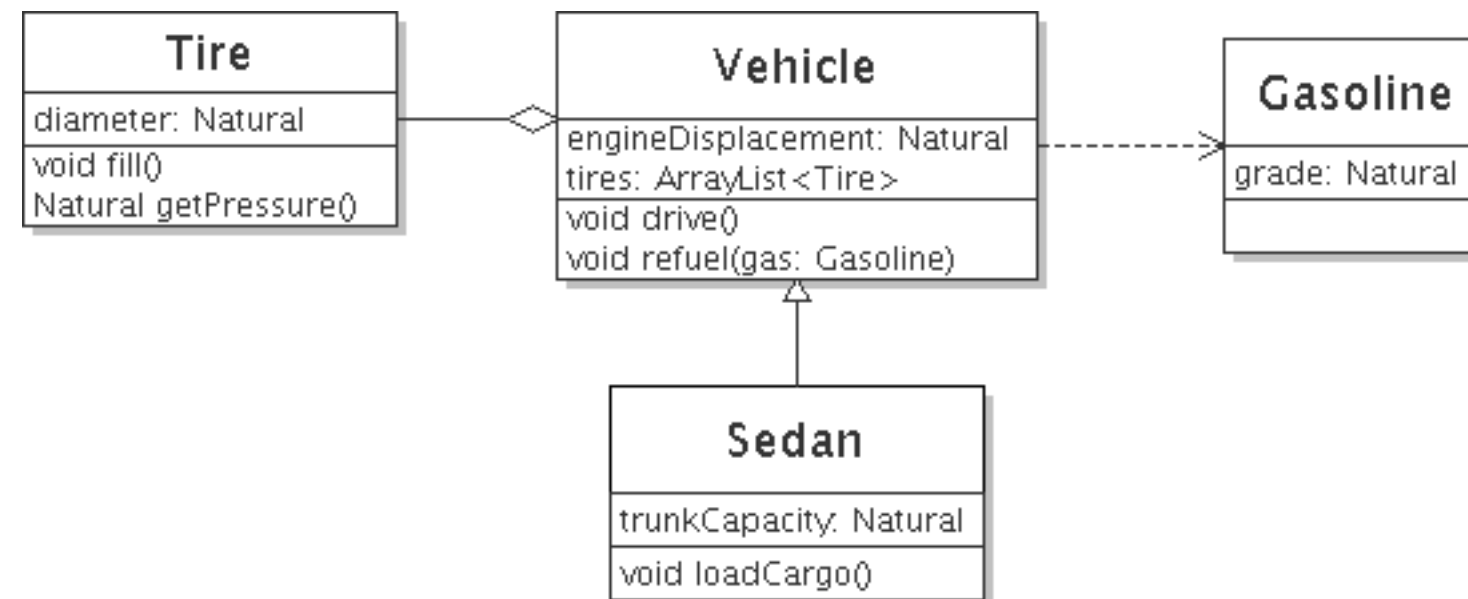 Tire
diameter: Natural
void fill()
Natural getPressure()
Vehicle
engineDisplacement: Natural
tires: ArrayList<Tire>
void drive()
void refuel(gas: Gasoline)
Gasoline
grade: Natural
Sedan
trunkCapacity: Natural
void loadCargo()